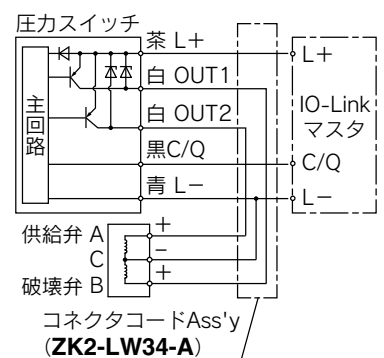 圧力スイッチ
茶 L+
L+
白 OUT1
白 OUT2
主回路
IO-Link
マスタ
黒C/Q
C/Q
青 L−
L−
供給弁 A
+
C
−
破壊弁 B
+
コネクタコードAss'y
(ZK2-LW34-A)